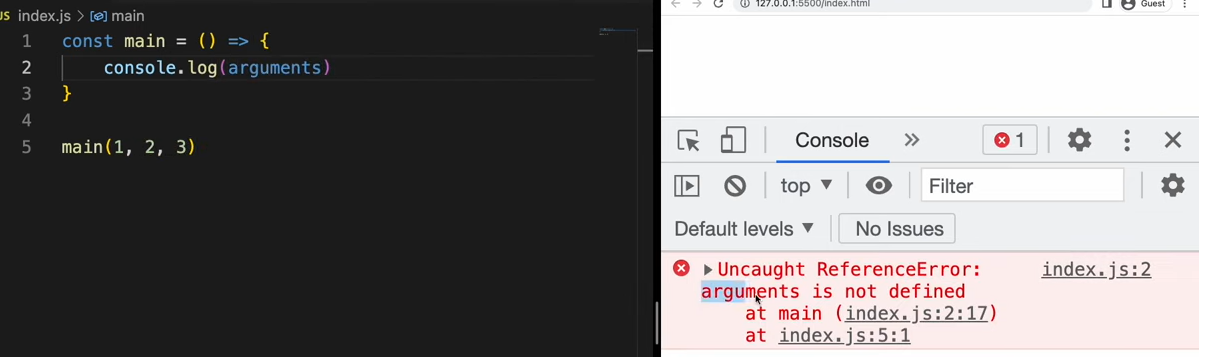 JS index.js > main
1 const main = () => {
2 console.log(arguments)
3 }
4
5 main(1, 2, 3)
127.0.0.1:5500/index.html
Guest
Console
1
top
Filter
Default levels
No Issues
Uncaught ReferenceError: index.js:2
arguments is not defined
at main (index.js:2:17)
at index.js:5:1